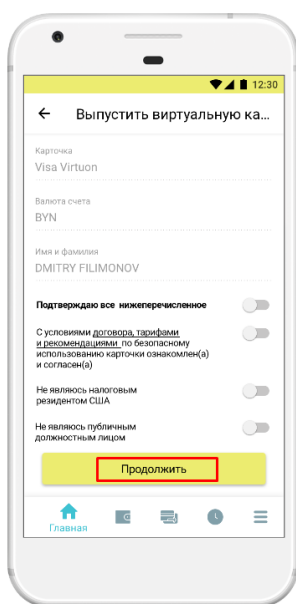 12:30
Выпустить виртуальную ка...
Карточка
Visa Virtuon
Валюта счета
BYN
Имя и фамилия
DMITRY FILIMONOV
Подтверждаю все нижеперечисленное
С условиями договора, тарифами
и рекомендациями по безопасному
использованию карточки ознакомлен(а)
и согласен(а)
Не являюсь налоговым
резидентом США
Не являюсь публичным
должностным лицом
Продолжить
Главная